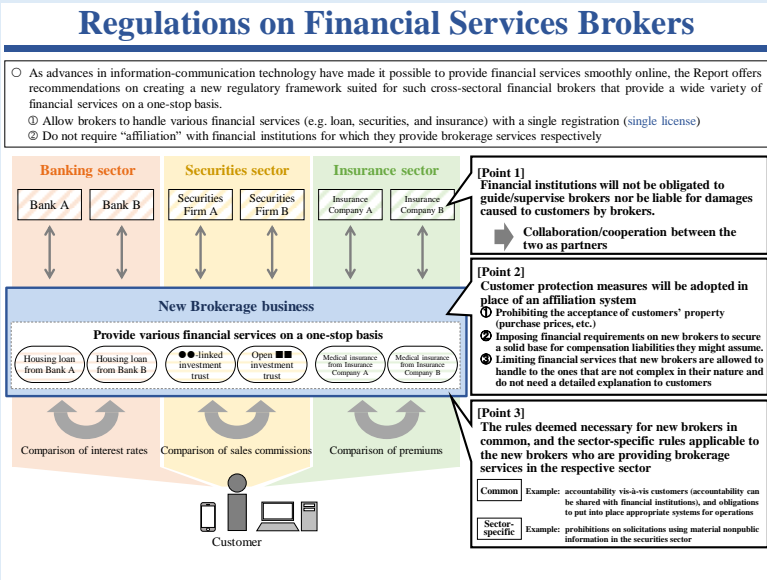 Regulations on Financial Services Brokers
○ As advances in information-communication technology have made it possible to provide financial services smoothly online, the Report offers
recommendations on creating a new regulatory framework suited for such cross-sectoral financial brokers that provide a wide variety of
financial services on a one-stop basis.
① Allow brokers to handle various financial services (e.g. loan, securities, and insurance) with a single registration (single license)
② Do not require “affiliation” with financial institutions for which they provide brokerage services respectively
Banking sector
Securities sector
Insurance sector
Bank A
Bank B
Securities
Firm A
Securities
Firm B
Insurance
Company A
Insurance
Company B
New Brokerage business
Provide various financial services on a one-stop basis
Housing loan
from Bank A
Housing loan
from Bank B
●●-linked
investment
trust
Open ■■
investment
trust
Medical insurance
from Insurance
Company A
Medical insurance
from Insurance
Company B
Comparison of interest rates
Comparison of sales commissions
Comparison of premiums
Customer
[Point 1]
Financial institutions will not be obligated to
guide/supervise brokers nor be liable for damages
caused to customers by brokers.
Collaboration/cooperation between the
two as partners
[Point 2]
Customer protection measures will be adopted in
place of an affiliation system
① Prohibiting the acceptance of customers’ property
(purchase prices, etc.)
② Imposing financial requirements on new brokers to secure
a solid base for compensation liabilities they might assume.
③ Limiting financial services that new brokers are allowed to
handle to the ones that are not complex in their nature and
do not need a detailed explanation to customers
[Point 3]
The rules deemed necessary for new brokers in
common, and the sector-specific rules applicable to
the new brokers who are providing brokerage
services in the respective sector
Common
Example: accountability vis-à-vis customers (accountability can
be shared with financial institutions), and obligations
to put into place appropriate systems for operations
Sector-
specific
Example: prohibitions on solicitations using material nonpublic
information in the securities sector